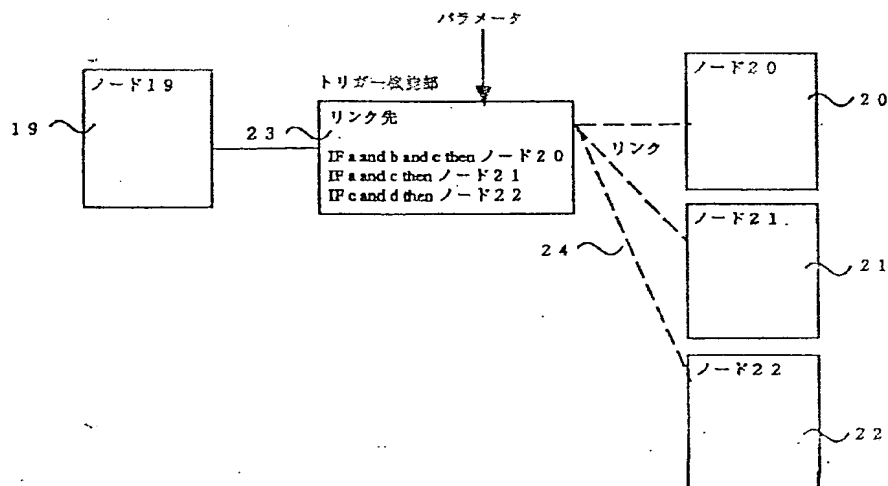 パラメータ
ノード19
トリガー検定部
19
23
リンク先
IF a and b and c then ノード20
IF a and c then ノード21
IF c and d then ノード22
リンク
24
ノード20
20
ノード21
21
ノード22
22